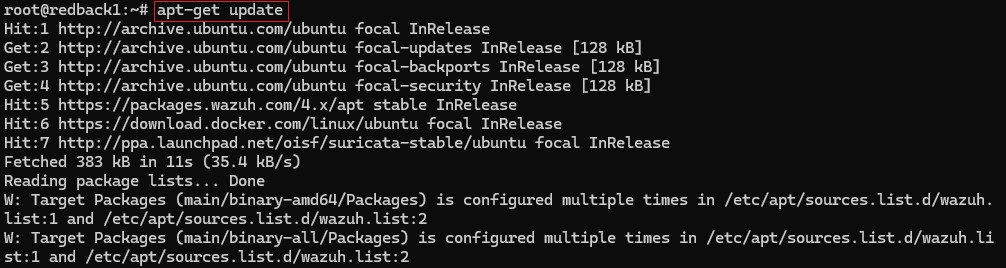 root@redback1:~# apt-get update
Hit:1 http://archive.ubuntu.com/ubuntu focal InRelease
Get:2 http://archive.ubuntu.com/ubuntu focal-updates InRelease [128 kB]
Get:3 http://archive.ubuntu.com/ubuntu focal-backports InRelease [128 kB]
Get:4 http://archive.ubuntu.com/ubuntu focal-security InRelease [128 kB]
Hit:5 https://packages.wazuh.com/4.x/apt stable InRelease
Hit:6 https://download.docker.com/linux/ubuntu focal InRelease
Hit:7 http://ppa.launchpad.net/oisf/suricata-stable/ubuntu focal InRelease
Fetched 383 kB in 11s (35.4 kB/s)
Reading package lists... Done
W: Target Packages (main/binary-amd64/Packages) is configured multiple times in /etc/apt/sources.list.d/wazuh.
list:1 and /etc/apt/sources.list.d/wazuh.list:2
W: Target Packages (main/binary-all/Packages) is configured multiple times in /etc/apt/sources.list.d/wazuh.li
st:1 and /etc/apt/sources.list.d/wazuh.list:2